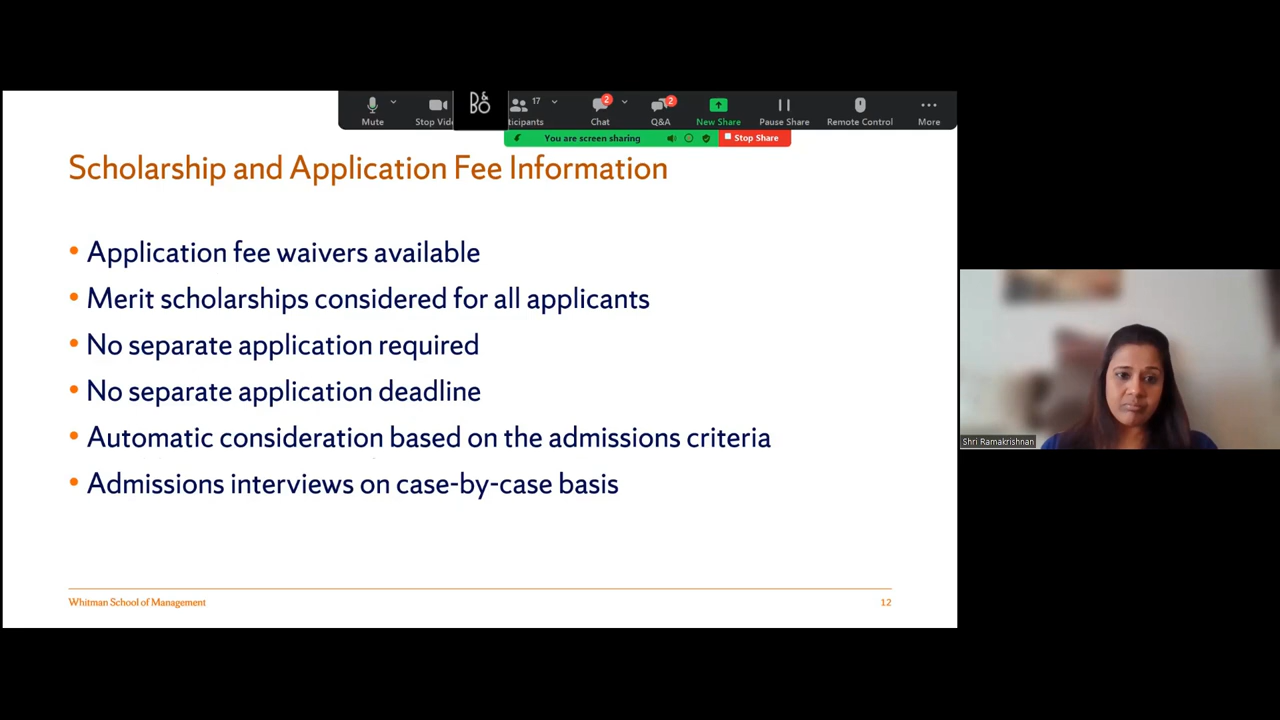 B&O
17
2
2
Mute
Stop Vid
ticipants
Chat
Q&A
New Share
Pause Share
Remote Control
More
You are screen sharing
Stop Share
Scholarship and Application Fee Information
• Application fee waivers available
• Merit scholarships considered for all applicants
• No separate application required
• No separate application deadline
• Automatic consideration based on the admissions criteria
• Admissions interviews on case-by-case basis
Shri Ramakrishnan
Whitman School of Management
12